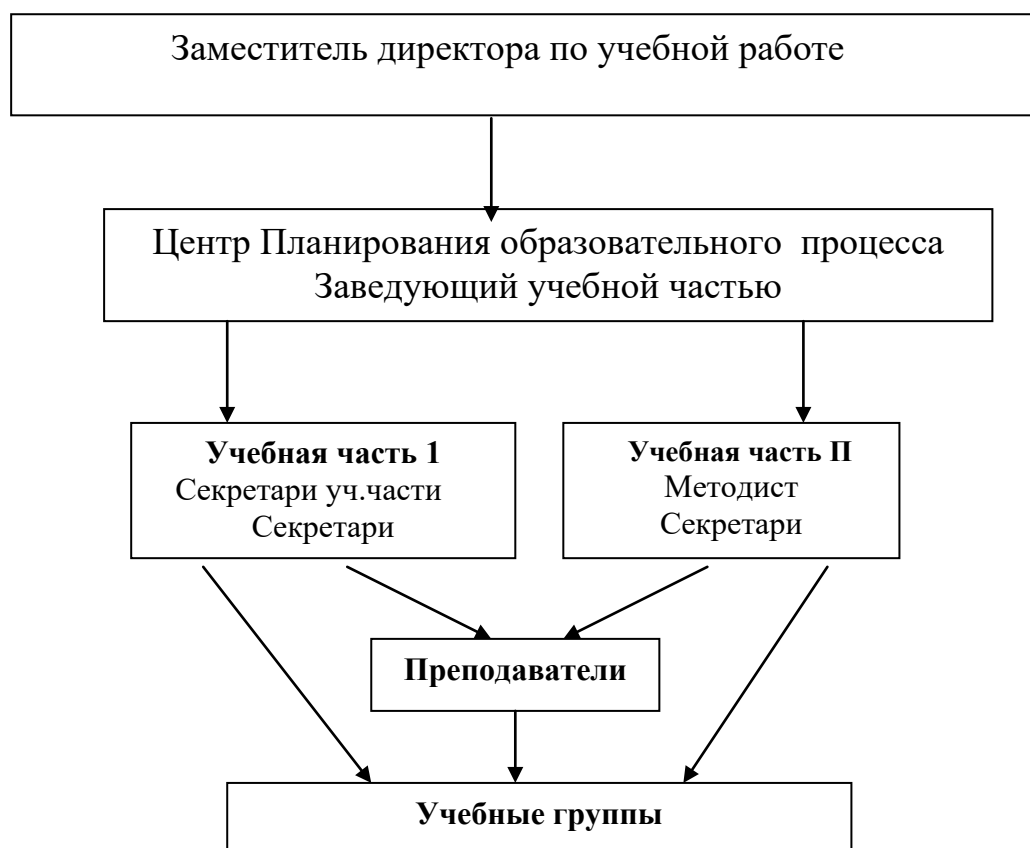 Заместитель директора по учебной работе
Центр Планирования образовательного процесса
Заведующий учебной частью
Учебная часть 1
Секретари уч.части
Секретари
Учебная часть П
Методист
Секретари
Преподаватели
Учебные группы